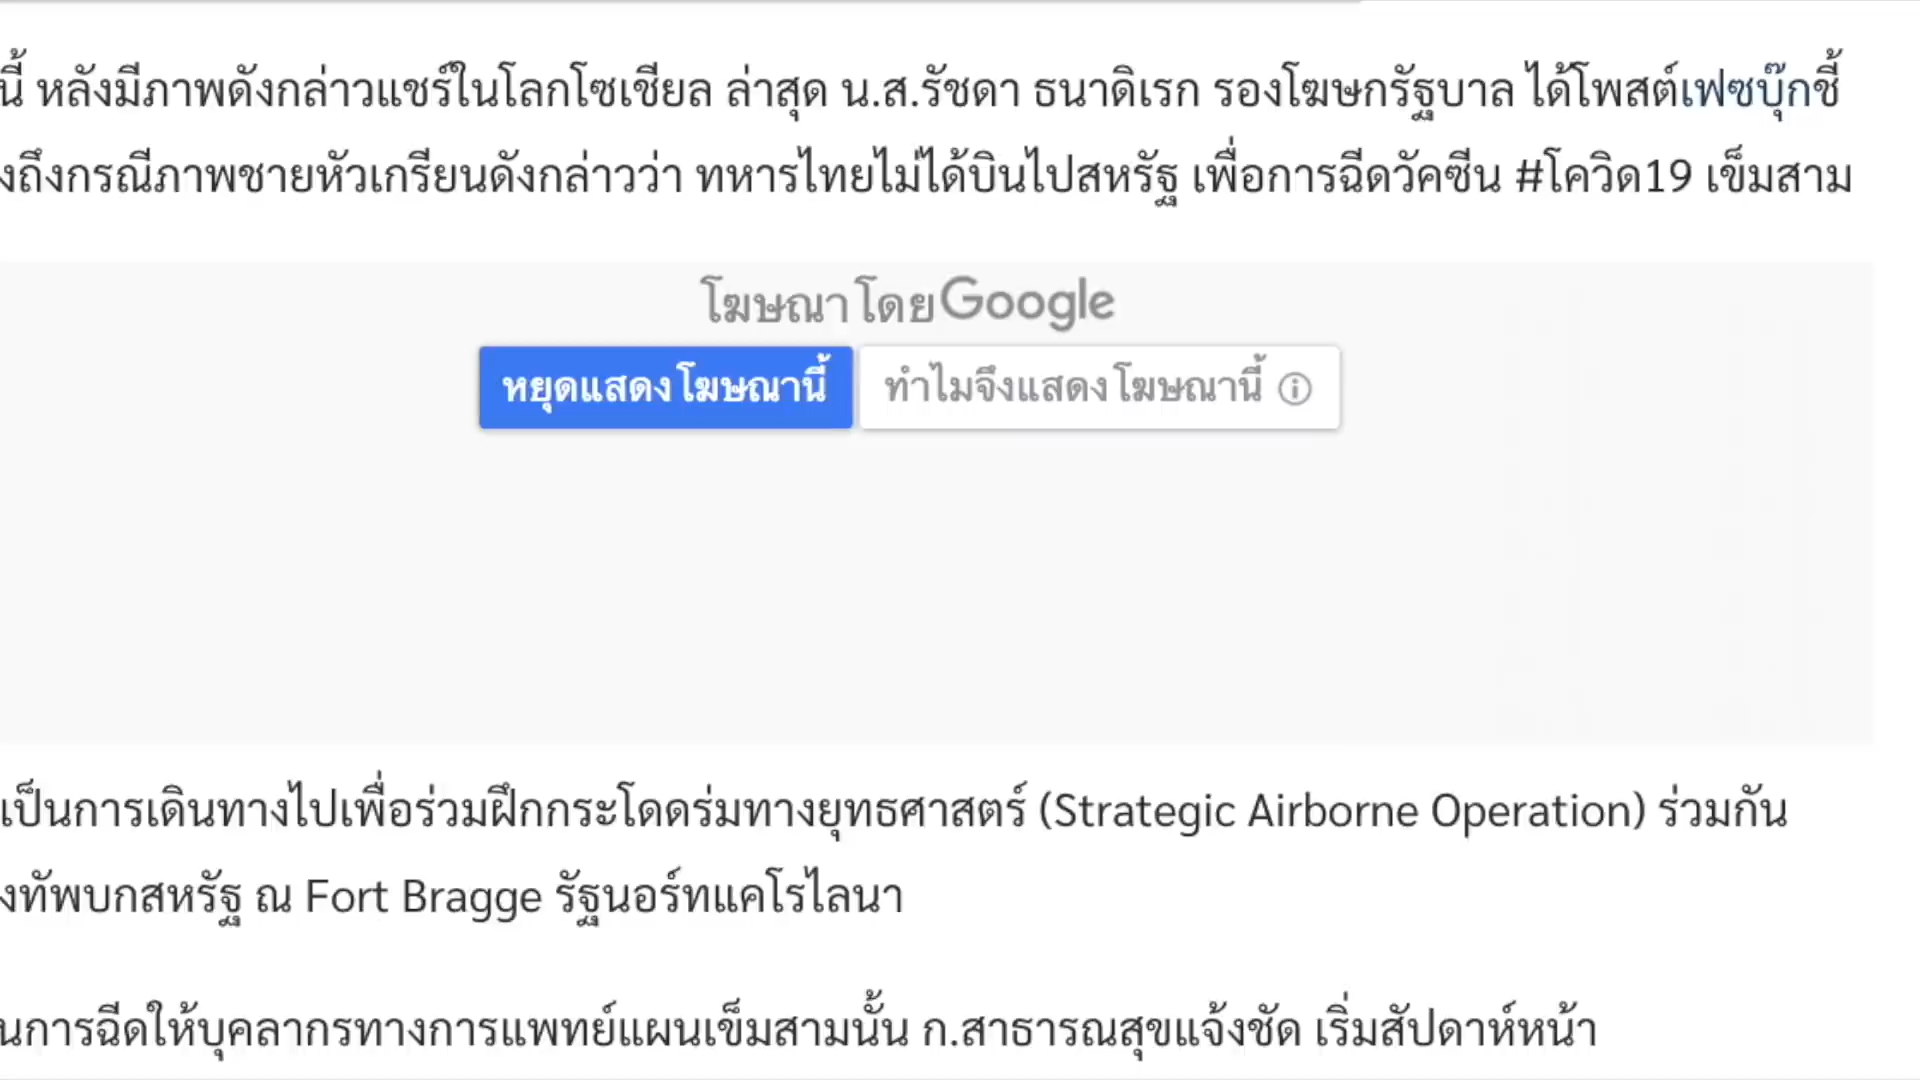 นี้ หลังมีภาพดังกล่าวแชร์ในโลกโซเชียล ล่าสุด น.ส.รัชดา ธนาดิเรก รองโฆษกรัฐบาล ได้โพสต์เฟซบุ๊กชี้
งถึงกรณีภาพชายหัวเกรียนดังกล่าวว่า ทหารไทยไม่ได้บินไปสหรัฐ เพื่อการฉีดวัคซีน #โควิด19 เข็มสาม
โฆษณาโดย Google
หยุดแสดงโฆษณานี้ ทำไมจึงแสดงโฆษณานี้
เป็นการเดินทางไปเพื่อร่วมฝึกกระโดดร่มทางยุทธศาสตร์ (Strategic Airborne Operation) ร่วมกัน
งทัพบกสหรัฐ ณ Fort Bragge รัฐนอร์ทแคโรไลนา
นการฉีดให้บุคลากรทางการแพทย์แผนเข็มสามนั้น ก.สาธารณสุขแจ้งชัด เริ่มสัปดาห์หน้า